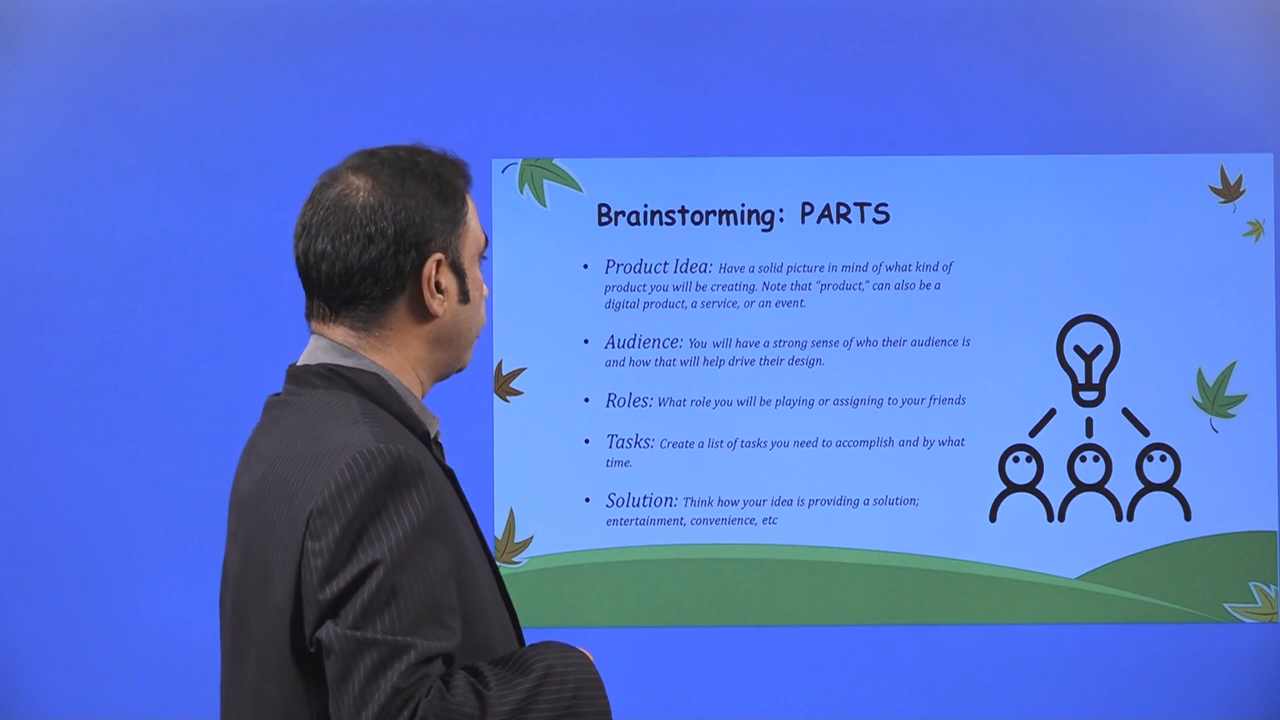 Brainstorming: PARTS
• Product Idea: Have a solid picture in mind of what kind of
product you will be creating. Note that “product,” can also be a
digital product, a service, or an event.
• Audience: You will have a strong sense of who their audience is
and how that will help drive their design.
• Roles: What role you will be playing or assigning to your friends
• Tasks: Create a list of tasks you need to accomplish and by what
time.
• Solution: Think how your idea is providing a solution;
entertainment, convenience, etc